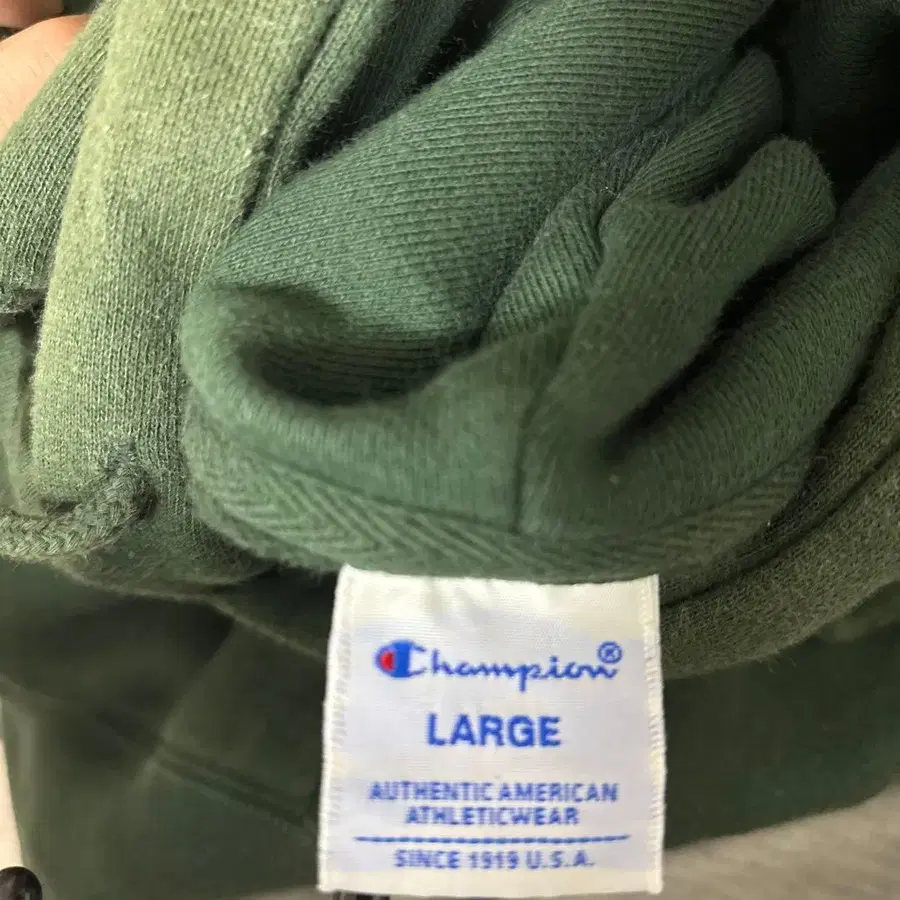 Champion®
LARGE
AUTHENTIC AMERICAN
ATHLETICWEAR
SINCE 1919 U.S.A.